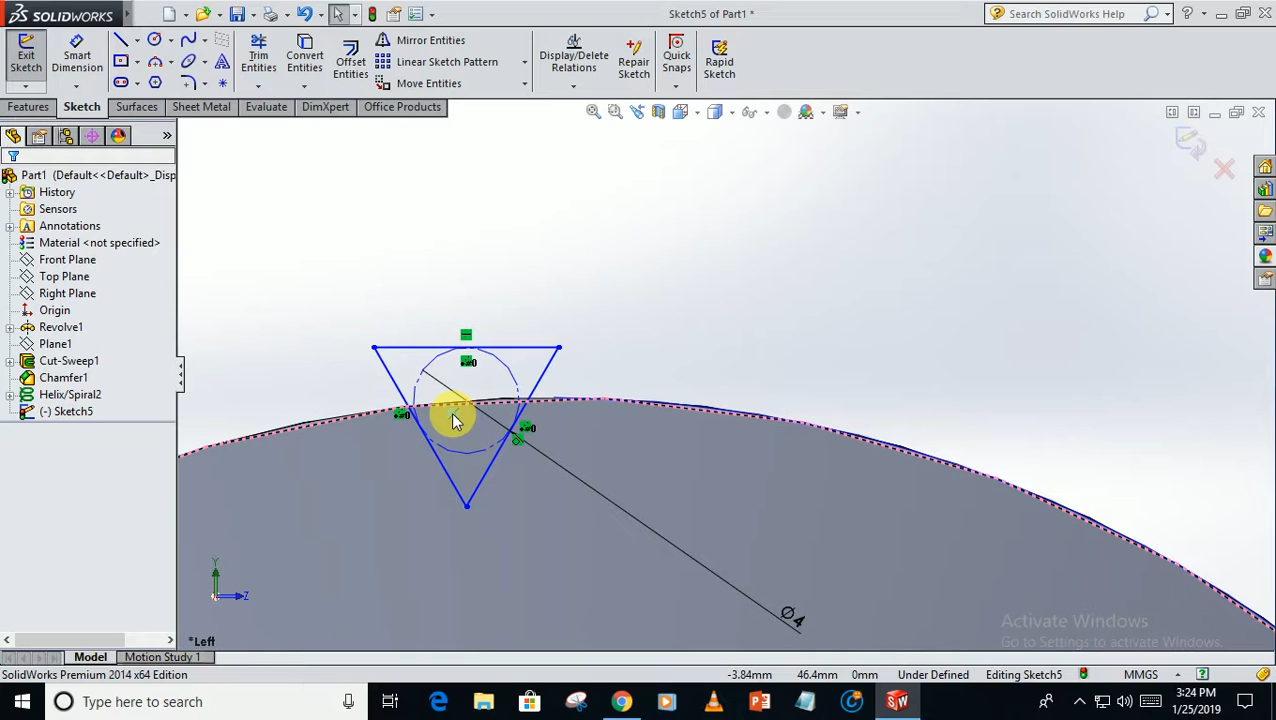 SOLIDWORKS
Sketch5 of Part1 *
Search SolidWorks Help
Exit Sketch
Smart Dimension
Trim Entities
Convert Entities
Offset Entities
Mirror Entities
Linear Sketch Pattern
Move Entities
Display/Delete Relations
Repair Sketch
Quick Snaps
Rapid Sketch
Features Sketch Surfaces Sheet Metal Evaluate DimXpert Office Products
Part1 (Default<<Default>_Disp
History
Sensors
Annotations
Material <not specified>
Front Plane
Top Plane
Right Plane
Origin
Revolve1
Plane1
Cut-Sweep1
Chamfer1
Helix/Spiral2
(-) Sketch5
Ø4
Y
Z
*Left
Activate Windows
Go to Settings to activate Windows.
Model Motion Study 1
SolidWorks Premium 2014 x64 Edition -3.84mm 46.4mm 0mm Under Defined Editing Sketch5 MMGS
Type here to search
3:24 PM
1/25/2019